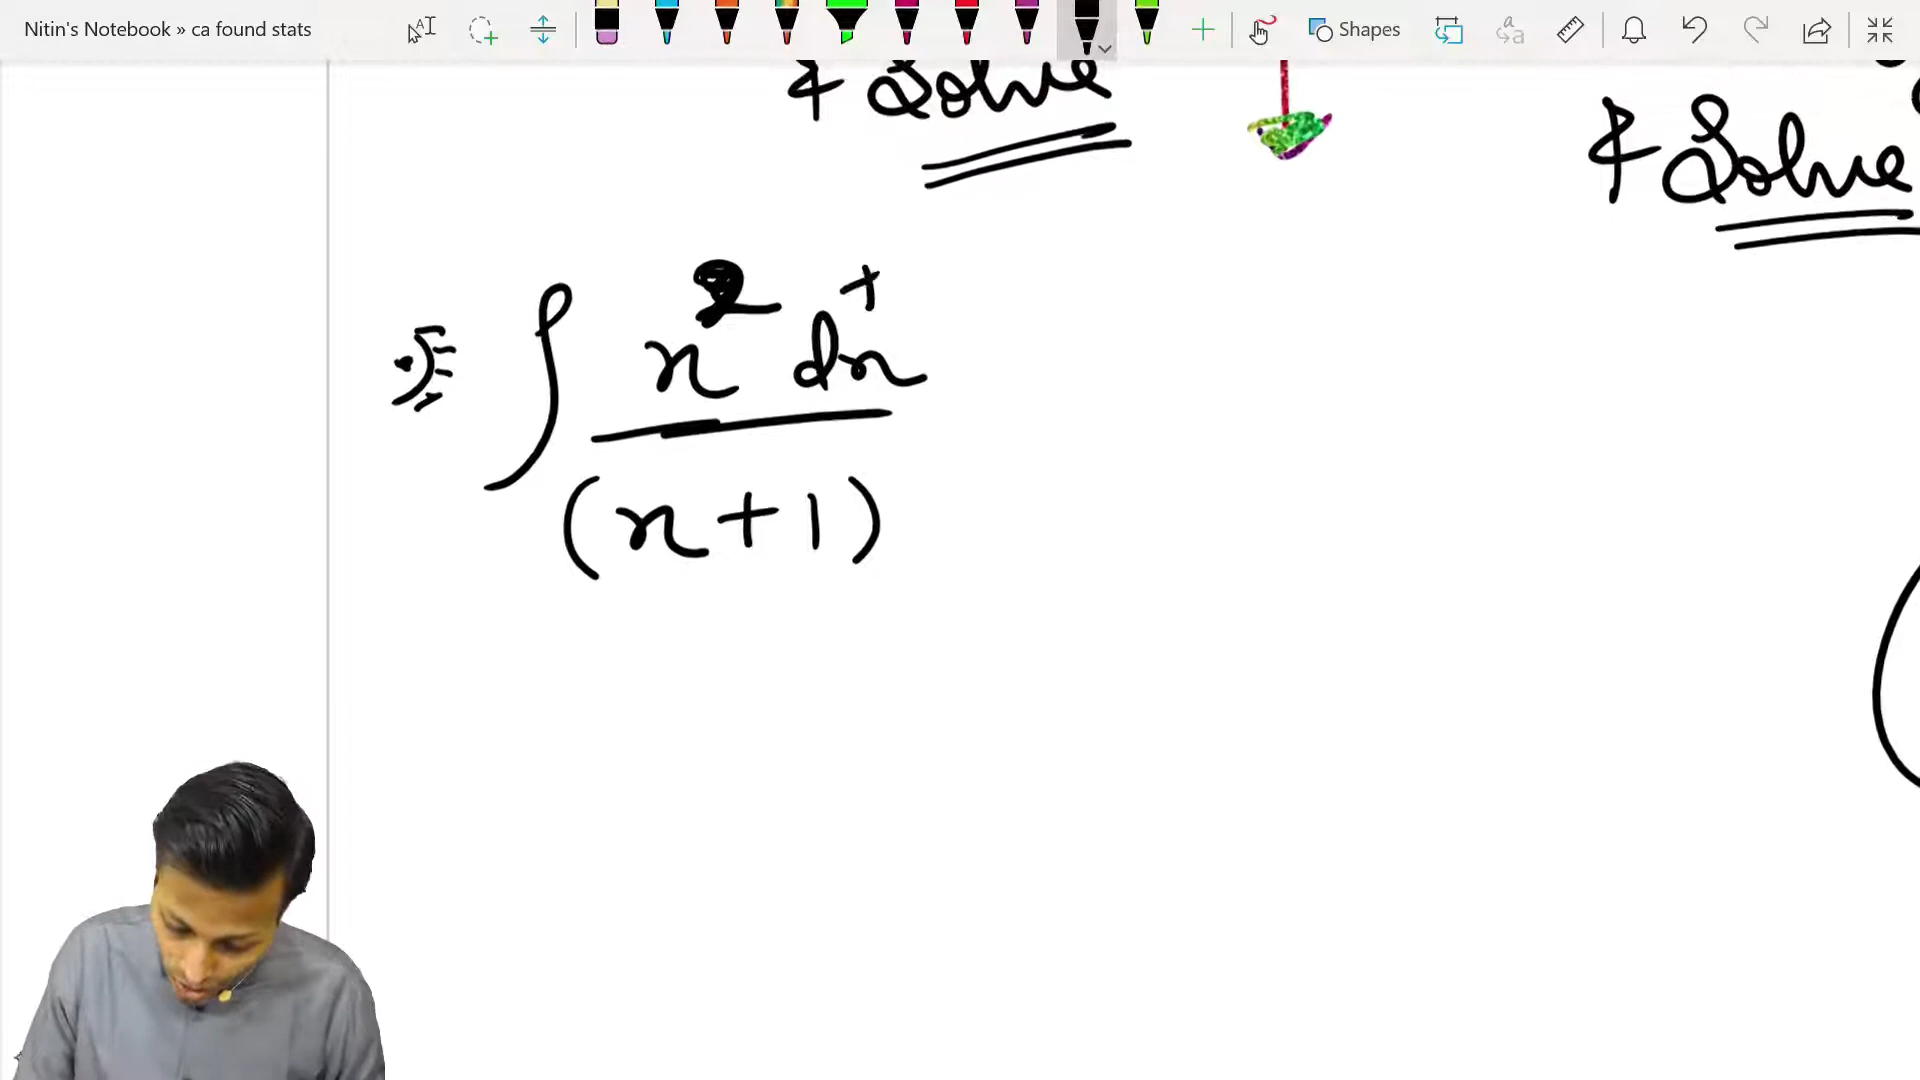 Nitin's Notebook » ca found stats
Shapes
& Solve
& Solve
∫ x² dx
(x+1)